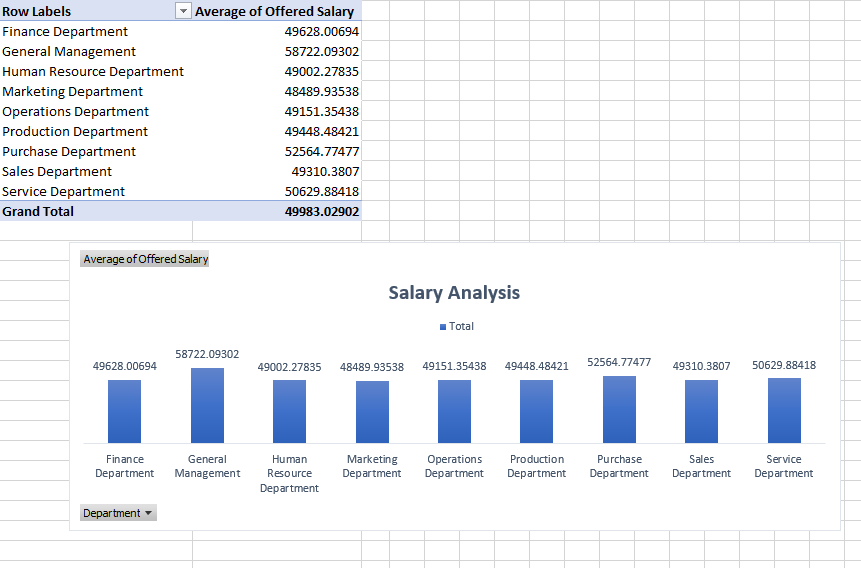 Row Labels Average of Offered Salary
Finance Department 49628.00694
General Management 58722.09302
Human Resource Department 49002.27835
Marketing Department 48489.93538
Operations Department 49151.35438
Production Department 49448.48421
Purchase Department 52564.77477
Sales Department 49310.3807
Service Department 50629.88418
Grand Total 49983.02902
Average of Offered Salary
Salary Analysis
Total
49628.00694 58722.09302 49002.27835 48489.93538 49151.35438 49448.48421 52564.77477 49310.3807 50629.88418
Finance General Human Marketing Operations Production Purchase Sales Service
Department Management Resource Department Department Department Department Department Department
Department
Department